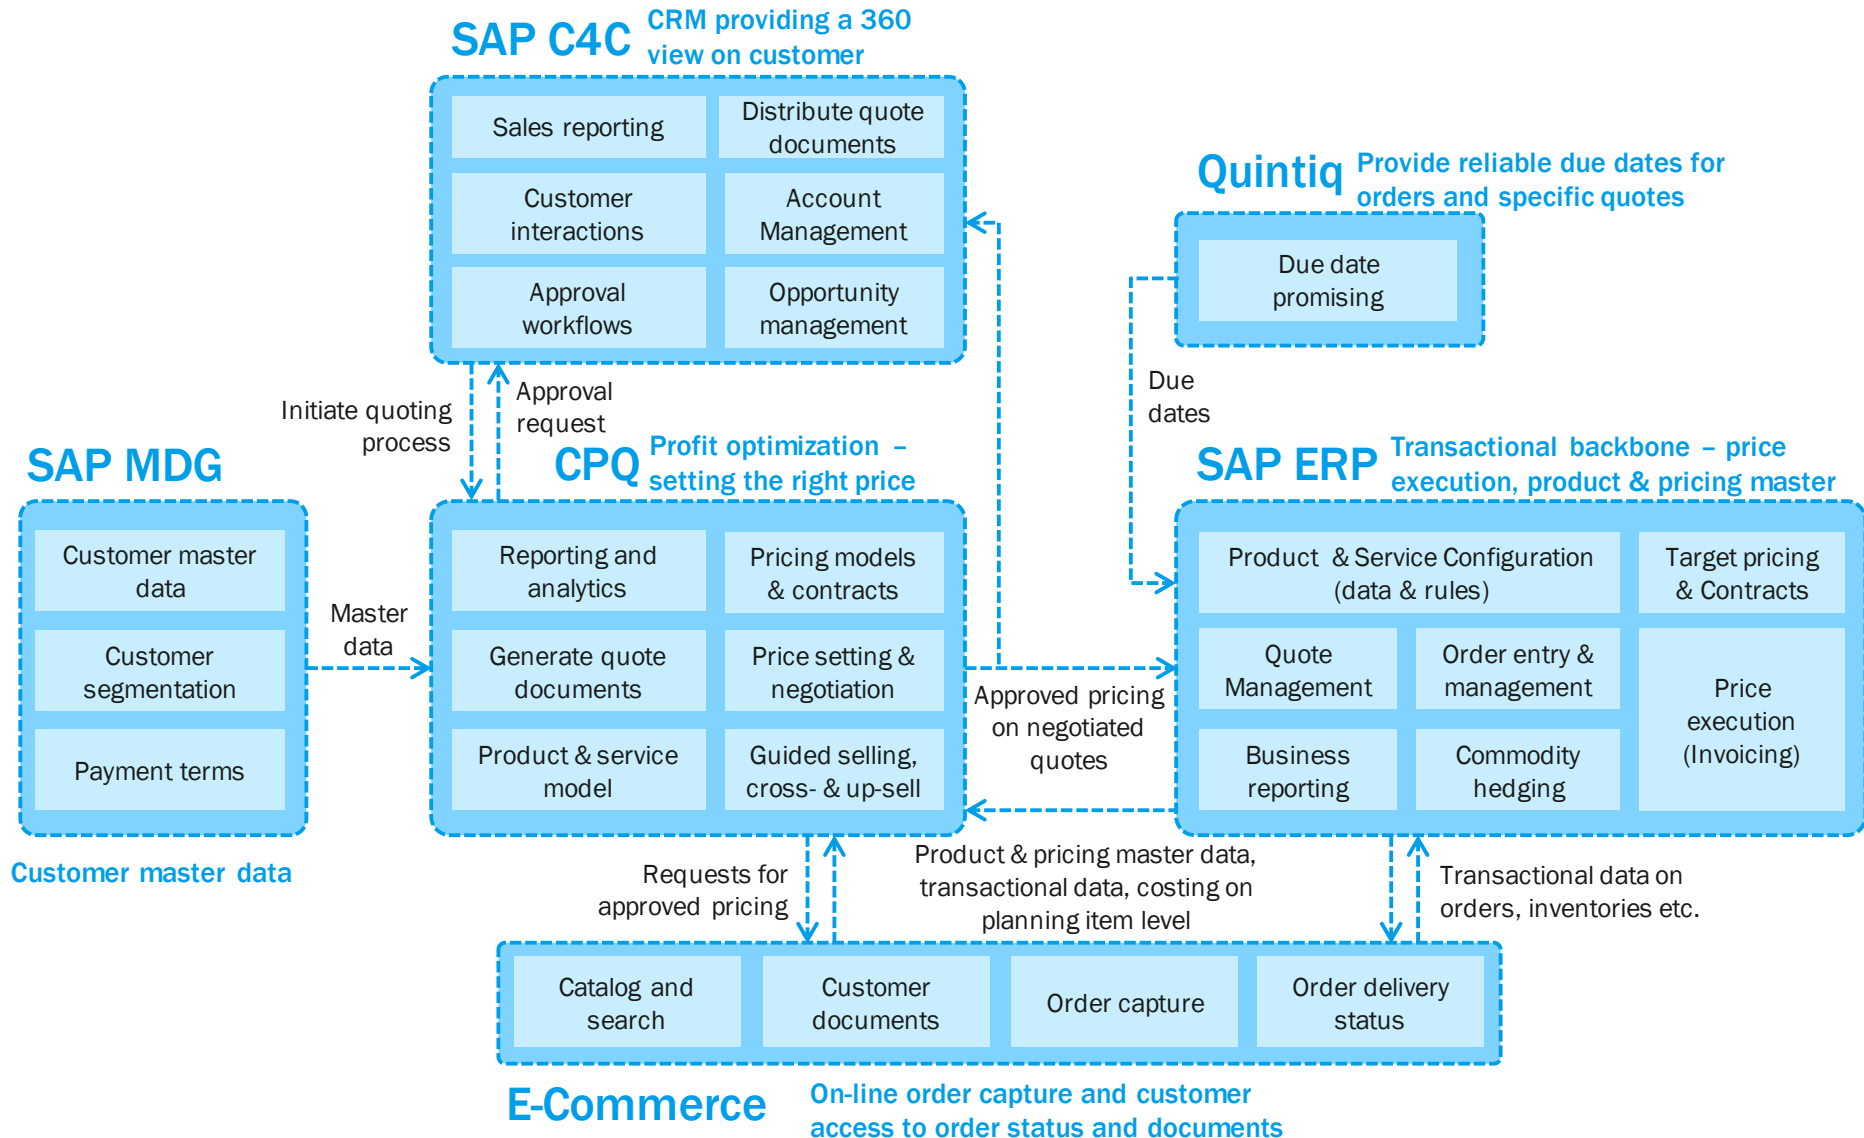 SAP C4C
CRM providing a 360
view on customer
Sales reporting
Distribute quote
documents
Customer
interactions
Account
Management
Approval
workflows
Opportunity
management
Quintiq
Provide reliable due dates for
orders and specific quotes
Due date
promising
Initiate quoting
process
Approval
request
Due
dates
SAP MDG
Customer master
data
Customer
segmentation
Payment terms
Customer master data
Master
data
CPQ
Profit optimization –
setting the right price
Reporting and
analytics
Pricing models
& contracts
Generate quote
documents
Price setting &
negotiation
Product & service
model
Guided selling,
cross- & up-sell
Approved pricing
on negotiated
quotes
SAP ERP
Transactional backbone – price
execution, product & pricing master
Product & Service Configuration
(data & rules)
Target pricing
& Contracts
Quote
Management
Order entry &
management
Price
execution
(Invoicing)
Business
reporting
Commodity
hedging
Requests for
approved pricing
Product & pricing master data,
transactional data, costing on
planning item level
Transactional data on
orders, inventories etc.
Catalog and
search
Customer
documents
Order capture
Order delivery
status
E-Commerce
On-line order capture and customer
access to order status and documents